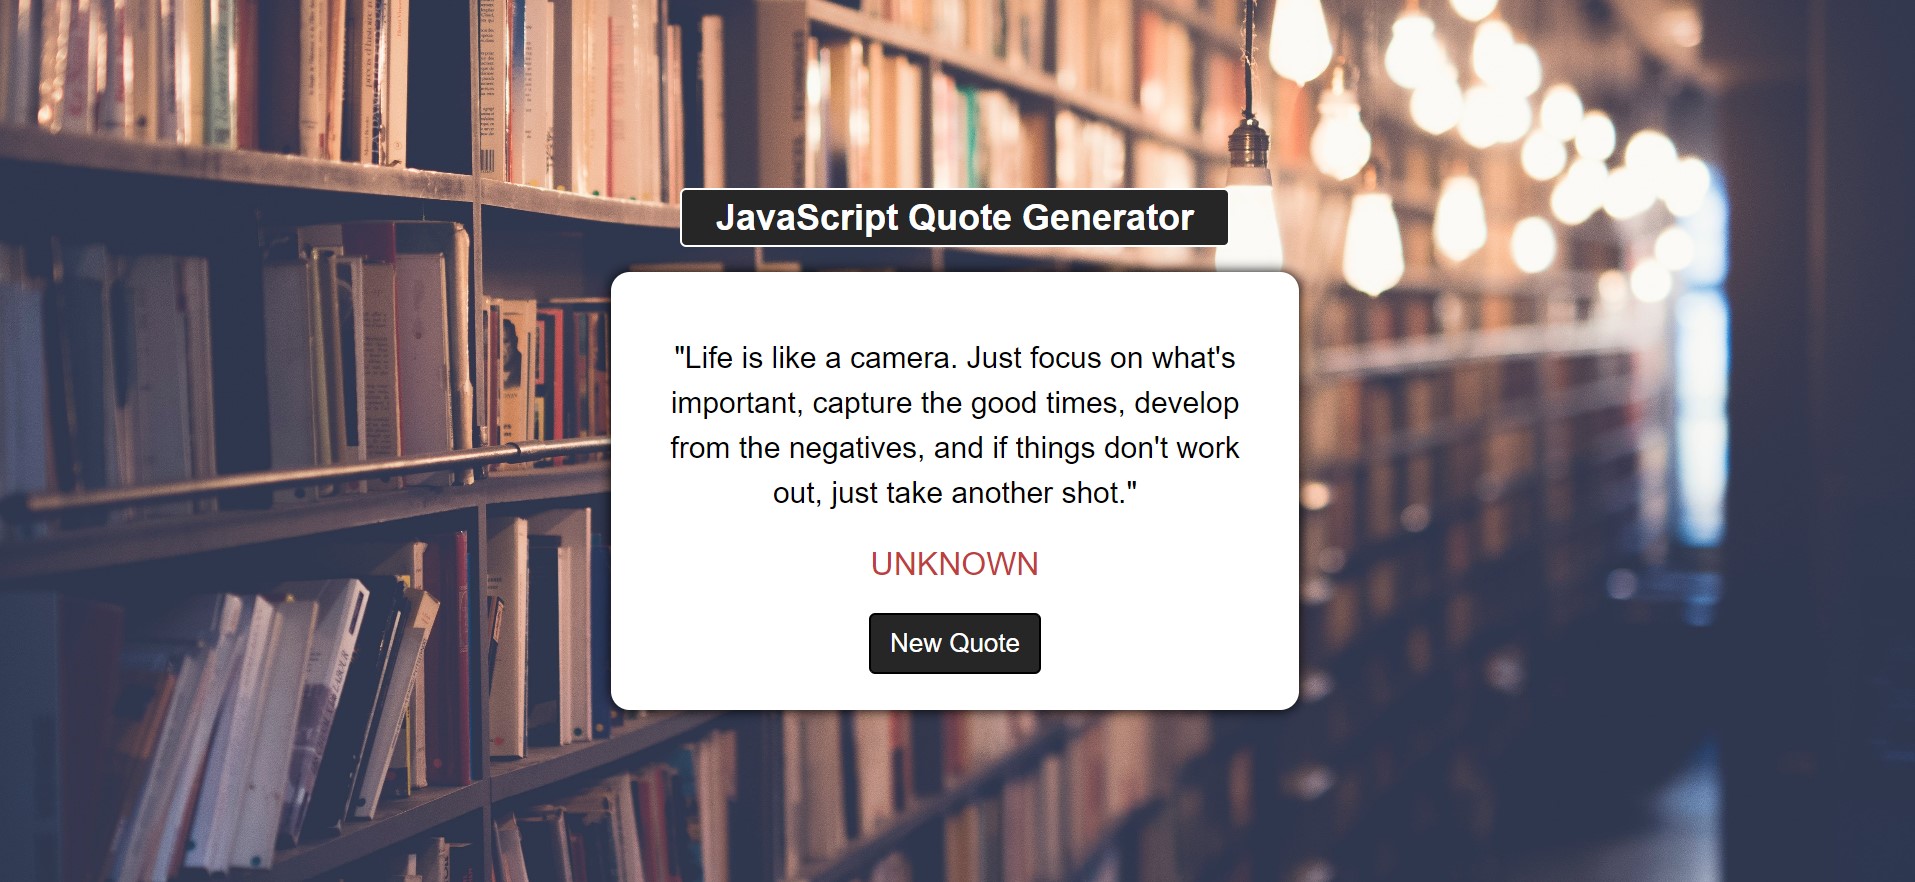 JavaScript Quote Generator
"Life is like a camera. Just focus on what's
important, capture the good times, develop
from the negatives, and if things don't work
out, just take another shot."
UNKNOWN
New Quote